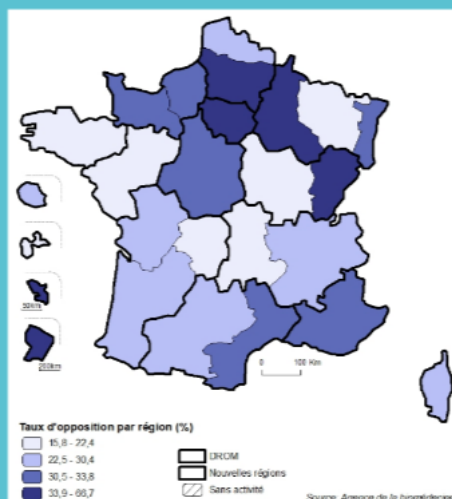 50km
200km
0 100 Km
Taux d'opposition par région (%)
15,8 - 22,4
22,5 - 30,4
30,5 - 33,8
33,9 - 66,7
DROM
Nouvelles régions
Sans activité
Source: Agence de la biomédecine